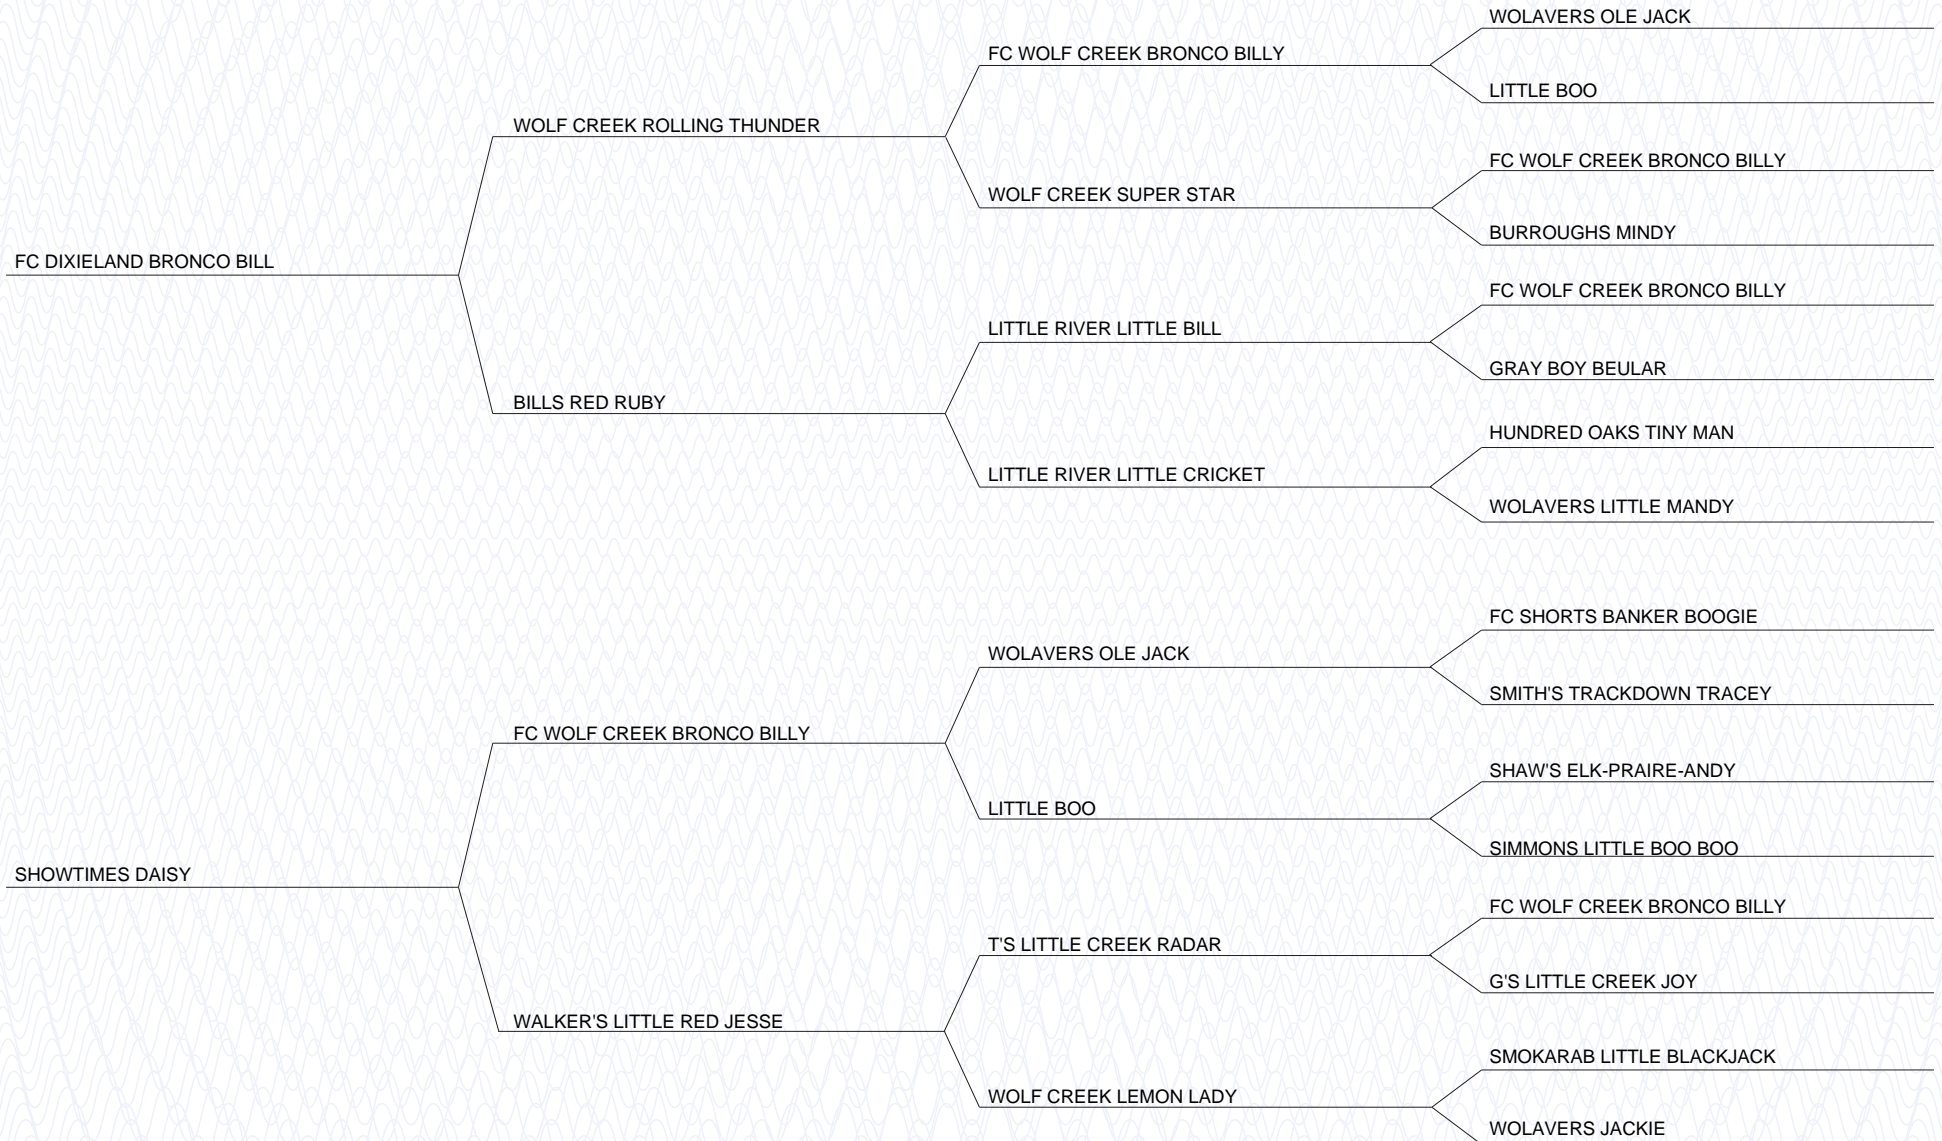 WOLAVERS OLE JACK
FC WOLF CREEK BRONCO BILLY
LITTLE BOO
WOLF CREEK ROLLING THUNDER
FC WOLF CREEK BRONCO BILLY
WOLF CREEK SUPER STAR
BURROUGHS MINDY
FC DIXIELAND BRONCO BILL
FC WOLF CREEK BRONCO BILLY
LITTLE RIVER LITTLE BILL
GRAY BOY BEULAR
BILLS RED RUBY
HUNDRED OAKS TINY MAN
LITTLE RIVER LITTLE CRICKET
WOLAVERS LITTLE MANDY
FC SHORTS BANKER BOOGIE
WOLAVERS OLE JACK
SMITH'S TRACKDOWN TRACEY
FC WOLF CREEK BRONCO BILLY
SHAW'S ELK-PRAIRE-ANDY
LITTLE BOO
SIMMONS LITTLE BOO BOO
SHOWTIMES DAISY
FC WOLF CREEK BRONCO BILLY
T'S LITTLE CREEK RADAR
G'S LITTLE CREEK JOY
WALKER'S LITTLE RED JESSE
SMOKARAB LITTLE BLACKJACK
WOLF CREEK LEMON LADY
WOLAVERS JACKIE